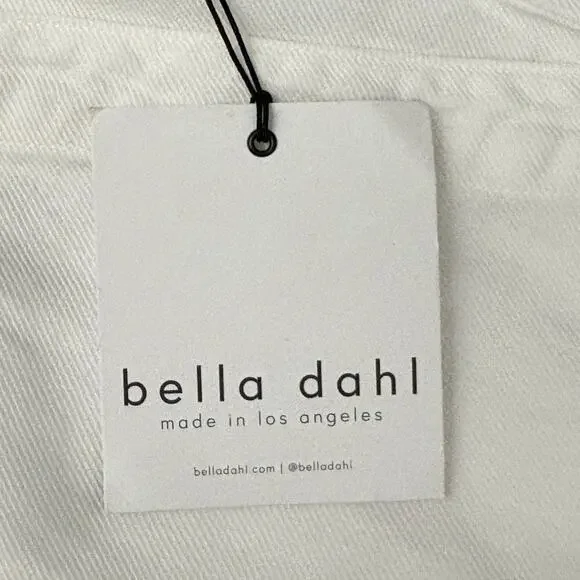 bella dahl
made in los angeles
belladahl.com | @belladahl